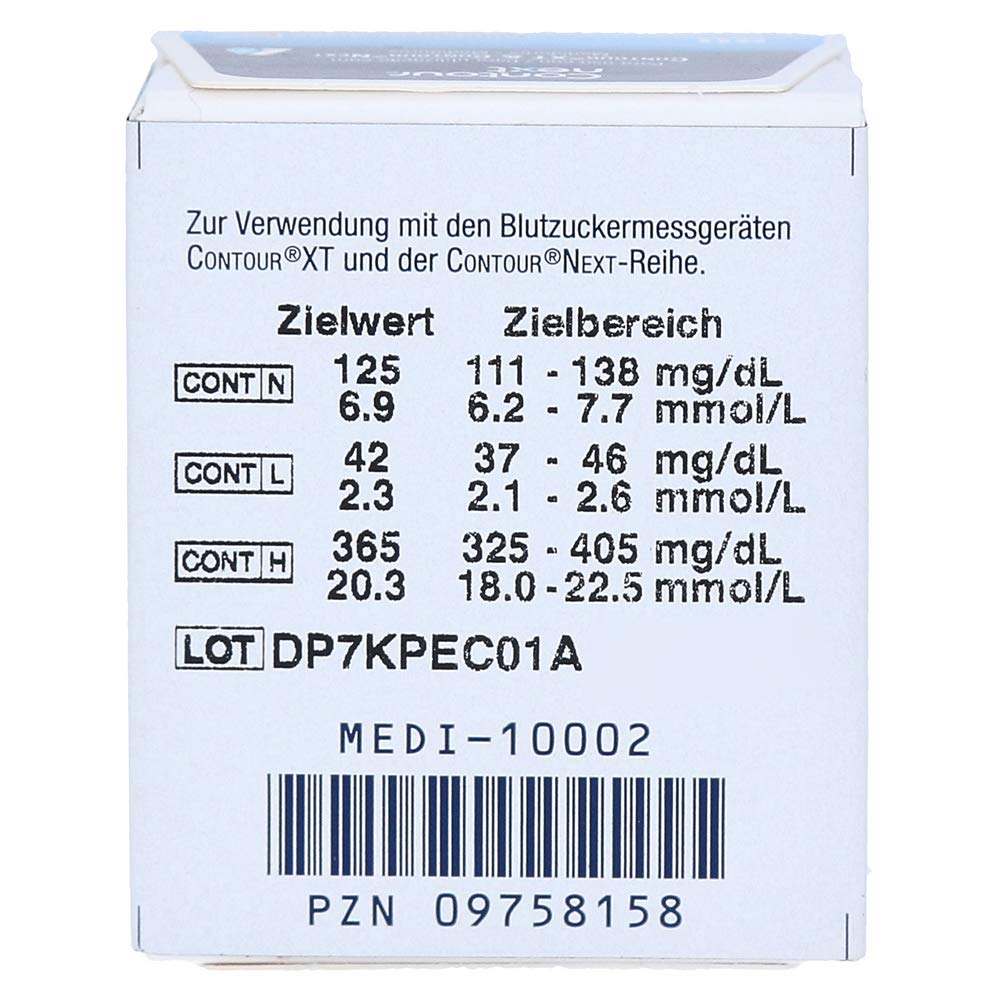 Contour
next
Zur Verwendung mit den Blutzuckermessgeräten
CONTOUR®XT und der CONTOUR®NEXT-Reihe.
Zielwert Zielbereich
CONT N 125 111 - 138 mg/dL
6.9 6.2 - 7.7 mmol/L
CONT L 42 37 - 46 mg/dL
2.3 2.1 - 2.6 mmol/L
CONT H 365 325 - 405 mg/dL
20.3 18.0 - 22.5 mmol/L
LOT DP7KPEC01A
MEDI-10002
PZN 09758158